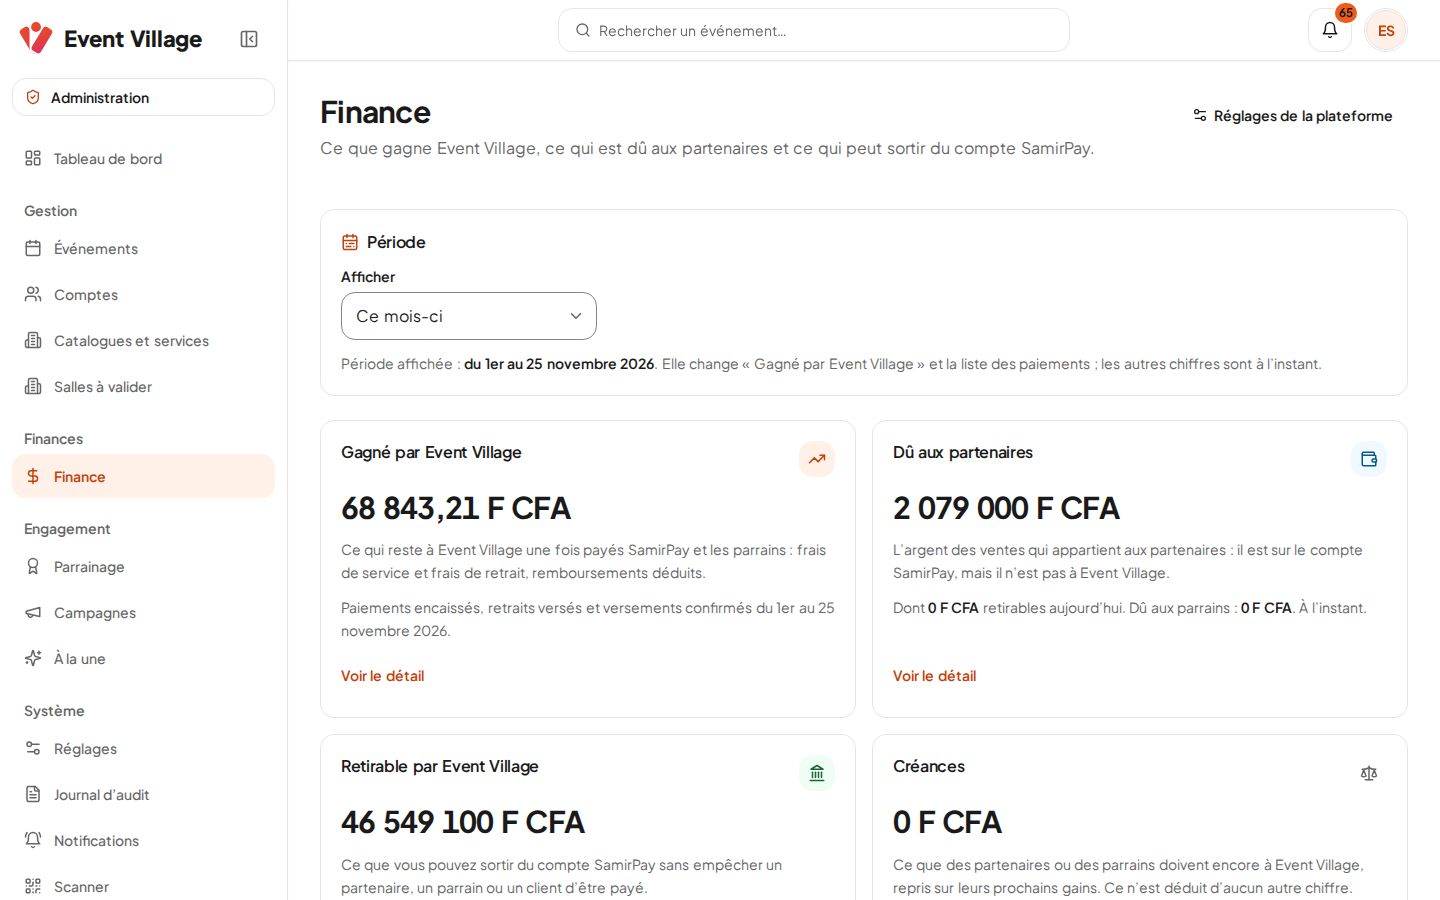 Event Village
Administration
Tableau de bord
Gestion
Événements
Comptes
Catalogues et services
Salles à valider
Finances
Finance
Engagement
Parrainage
Campagnes
À la une
Système
Réglages
Journal d'audit
Notifications
Scanner
Rechercher un événement...
65
ES
Finance
Réglages de la plateforme
Ce que gagne Event Village, ce qui est dû aux partenaires et ce qui peut sortir du compte SamirPay.
Période
Afficher
Ce mois-ci
Période affichée : du 1er au 25 novembre 2026. Elle change « Gagné par Event Village » et la liste des paiements ; les autres chiffres sont à l'instant.
Gagné par Event Village
68 843,21 F CFA
Ce qui reste à Event Village une fois payés SamirPay et les parrains : frais
de service et frais de retrait, remboursements déduits.
Paiements encaissés, retraits versés et versements confirmés du 1er au 25
novembre 2026.
Voir le détail
Dû aux partenaires
2 079 000 F CFA
L'argent des ventes qui appartient aux partenaires : il est sur le compte
SamirPay, mais il n'est pas à Event Village.
Dont 0 F CFA retirables aujourd'hui. Dû aux parrains : 0 F CFA. À l'instant.
Voir le détail
Retirable par Event Village
46 549 100 F CFA
Ce que vous pouvez sortir du compte SamirPay sans empêcher un
partenaire, un parrain ou un client d'être payé.
Créances
0 F CFA
Ce que des partenaires ou des parrains doivent encore à Event Village,
repris sur leurs prochains gains. Ce n'est déduit d'aucun autre chiffre.